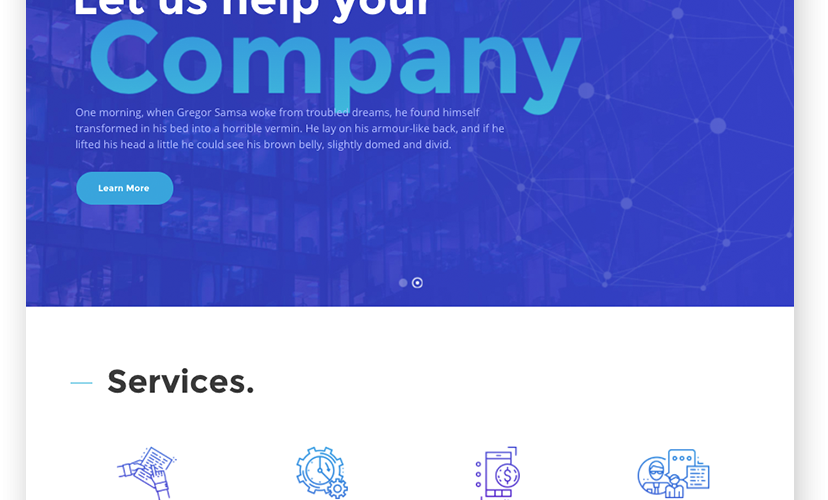 Let us help your
Company
One morning, when Gregor Samsa woke from troubled dreams, he found himself
transformed in his bed into a horrible vermin. He lay on his armour-like back, and if he
lifted his head a little he could see his brown belly, slightly domed and divid.
Learn More
Services.